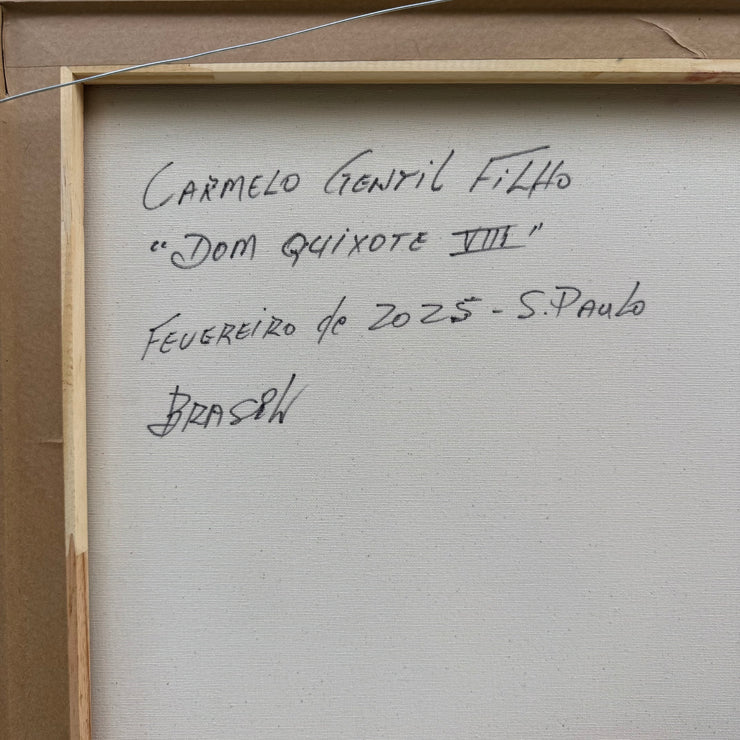 CARMELO GENTIL FILHO
"DOM QUIXOTE VIII"
FEVEREIRO de 2025 - S. PAULO
BRASIL